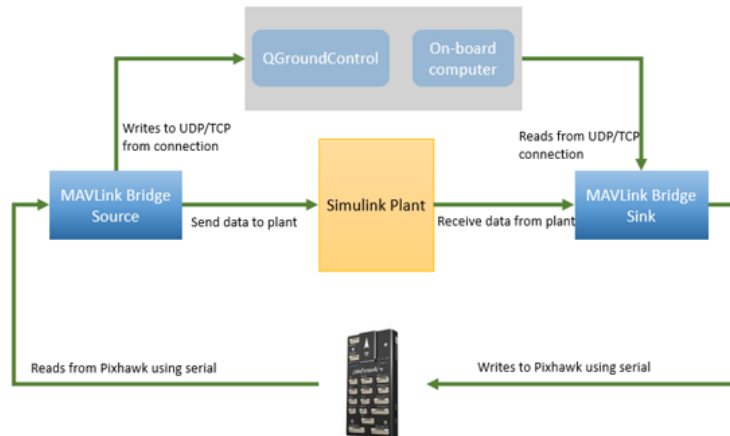 QGroundControl
On-board
computer
Writes to UDP/TCP
from connection
Reads from UDP/TCP
connection
MAVLink Bridge
Source
Send data to plant
Simulink Plant
Receive data from plant
MAVLink Bridge
Sink
Reads from Pixhawk using serial
pixhawk 4
Writes to Pixhawk using serial